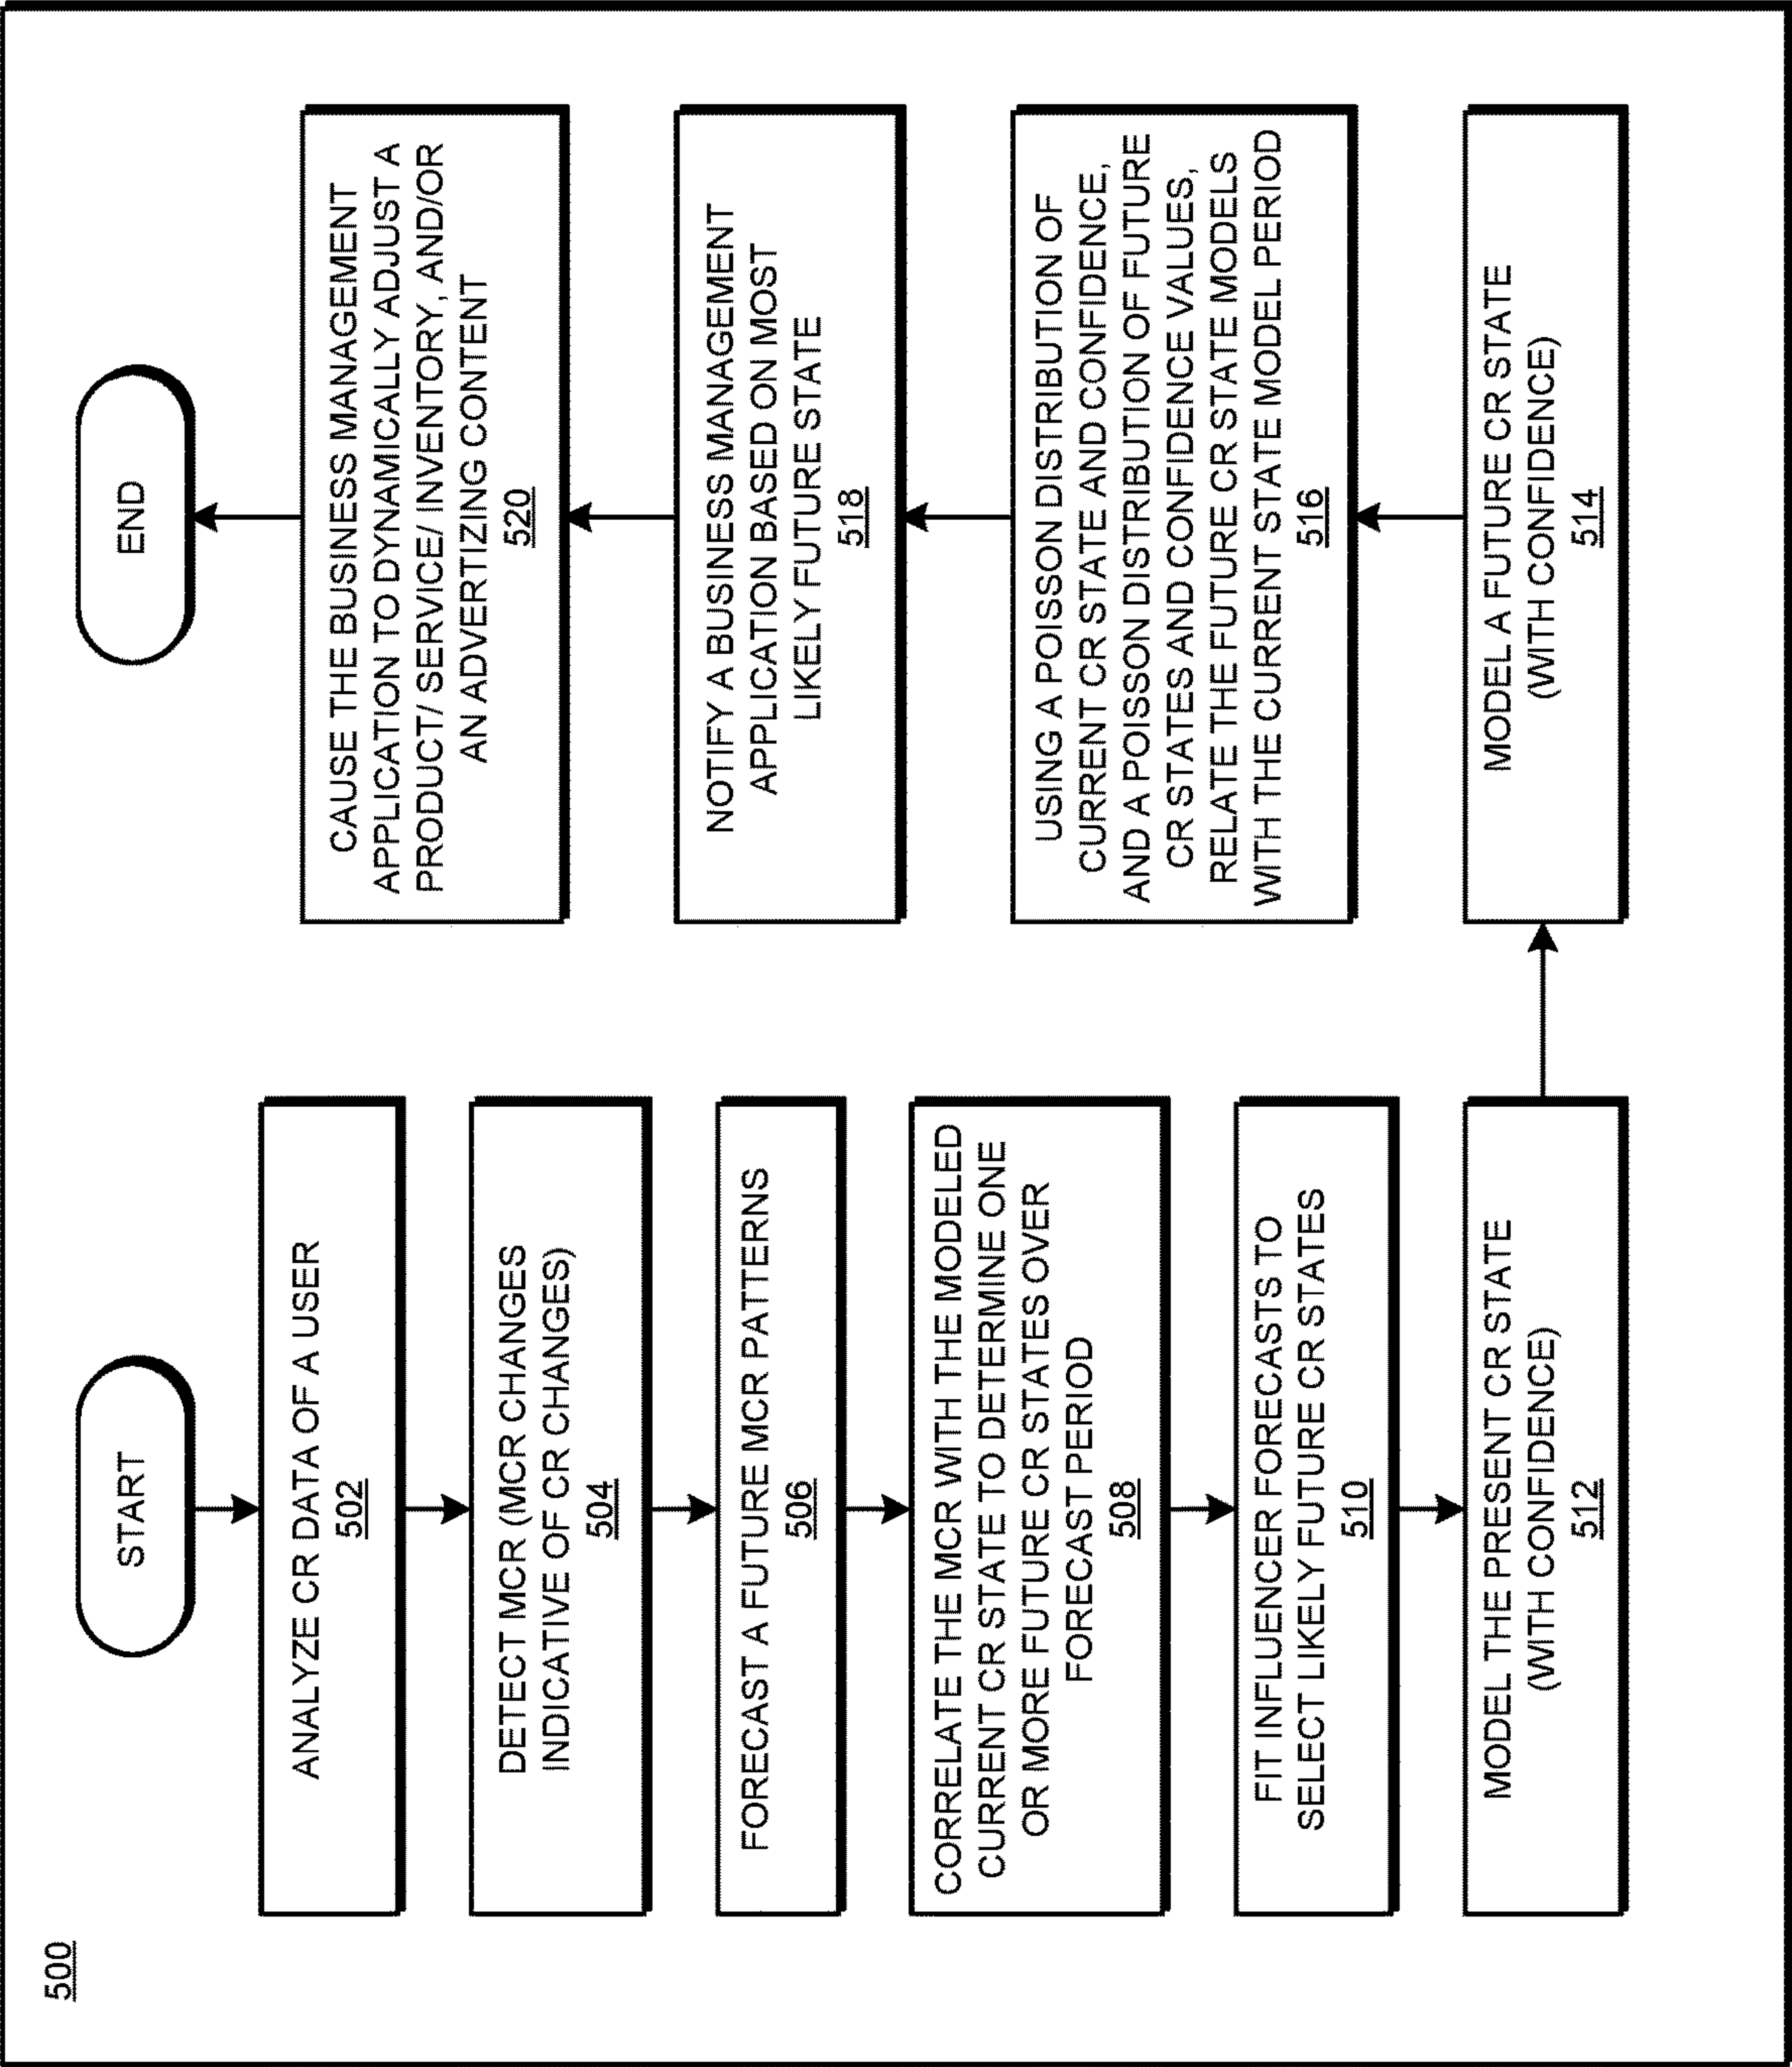 500
START
ANALYZE CR DATA OF A USER
502
DETECT MCR (MCR CHANGES
INDICATIVE OF CR CHANGES)
504
FORECAST A FUTURE MCR PATTERNS
506
CORRELATE THE MCR WITH THE MODELED
CURRENT CR STATE TO DETERMINE ONE
OR MORE FUTURE CR STATES OVER
FORECAST PERIOD
508
FIT INFLUENCER FORECASTS TO
SELECT LIKELY FUTURE CR STATES
510
MODEL THE PRESENT CR STATE
(WITH CONFIDENCE)
512
MODEL A FUTURE CR STATE
(WITH CONFIDENCE)
514
USING A POISSON DISTRIBUTION OF
CURRENT CR STATE AND CONFIDENCE,
AND A POISSON DISTRIBUTION OF FUTURE
CR STATES AND CONFIDENCE VALUES,
RELATE THE FUTURE CR STATE MODELS
WITH THE CURRENT STATE MODEL PERIOD
516
NOTIFY A BUSINESS MANAGEMENT
APPLICATION BASED ON MOST
LIKELY FUTURE STATE
518
CAUSE THE BUSINESS MANAGEMENT
APPLICATION TO DYNAMICALLY ADJUST A
PRODUCT/ SERVICE/ INVENTORY, AND/OR
AN ADVERTIZING CONTENT
520
END